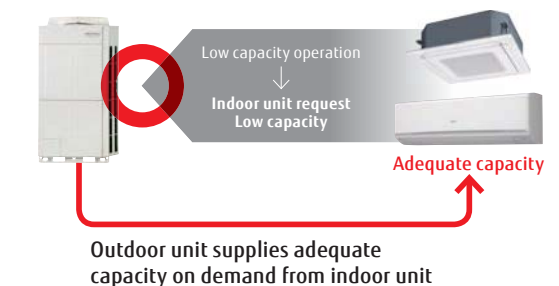 Low capacity operation
↓
Indoor unit request
Low capacity
Adequate capacity
Outdoor unit supplies adequate
capacity on demand from indoor unit